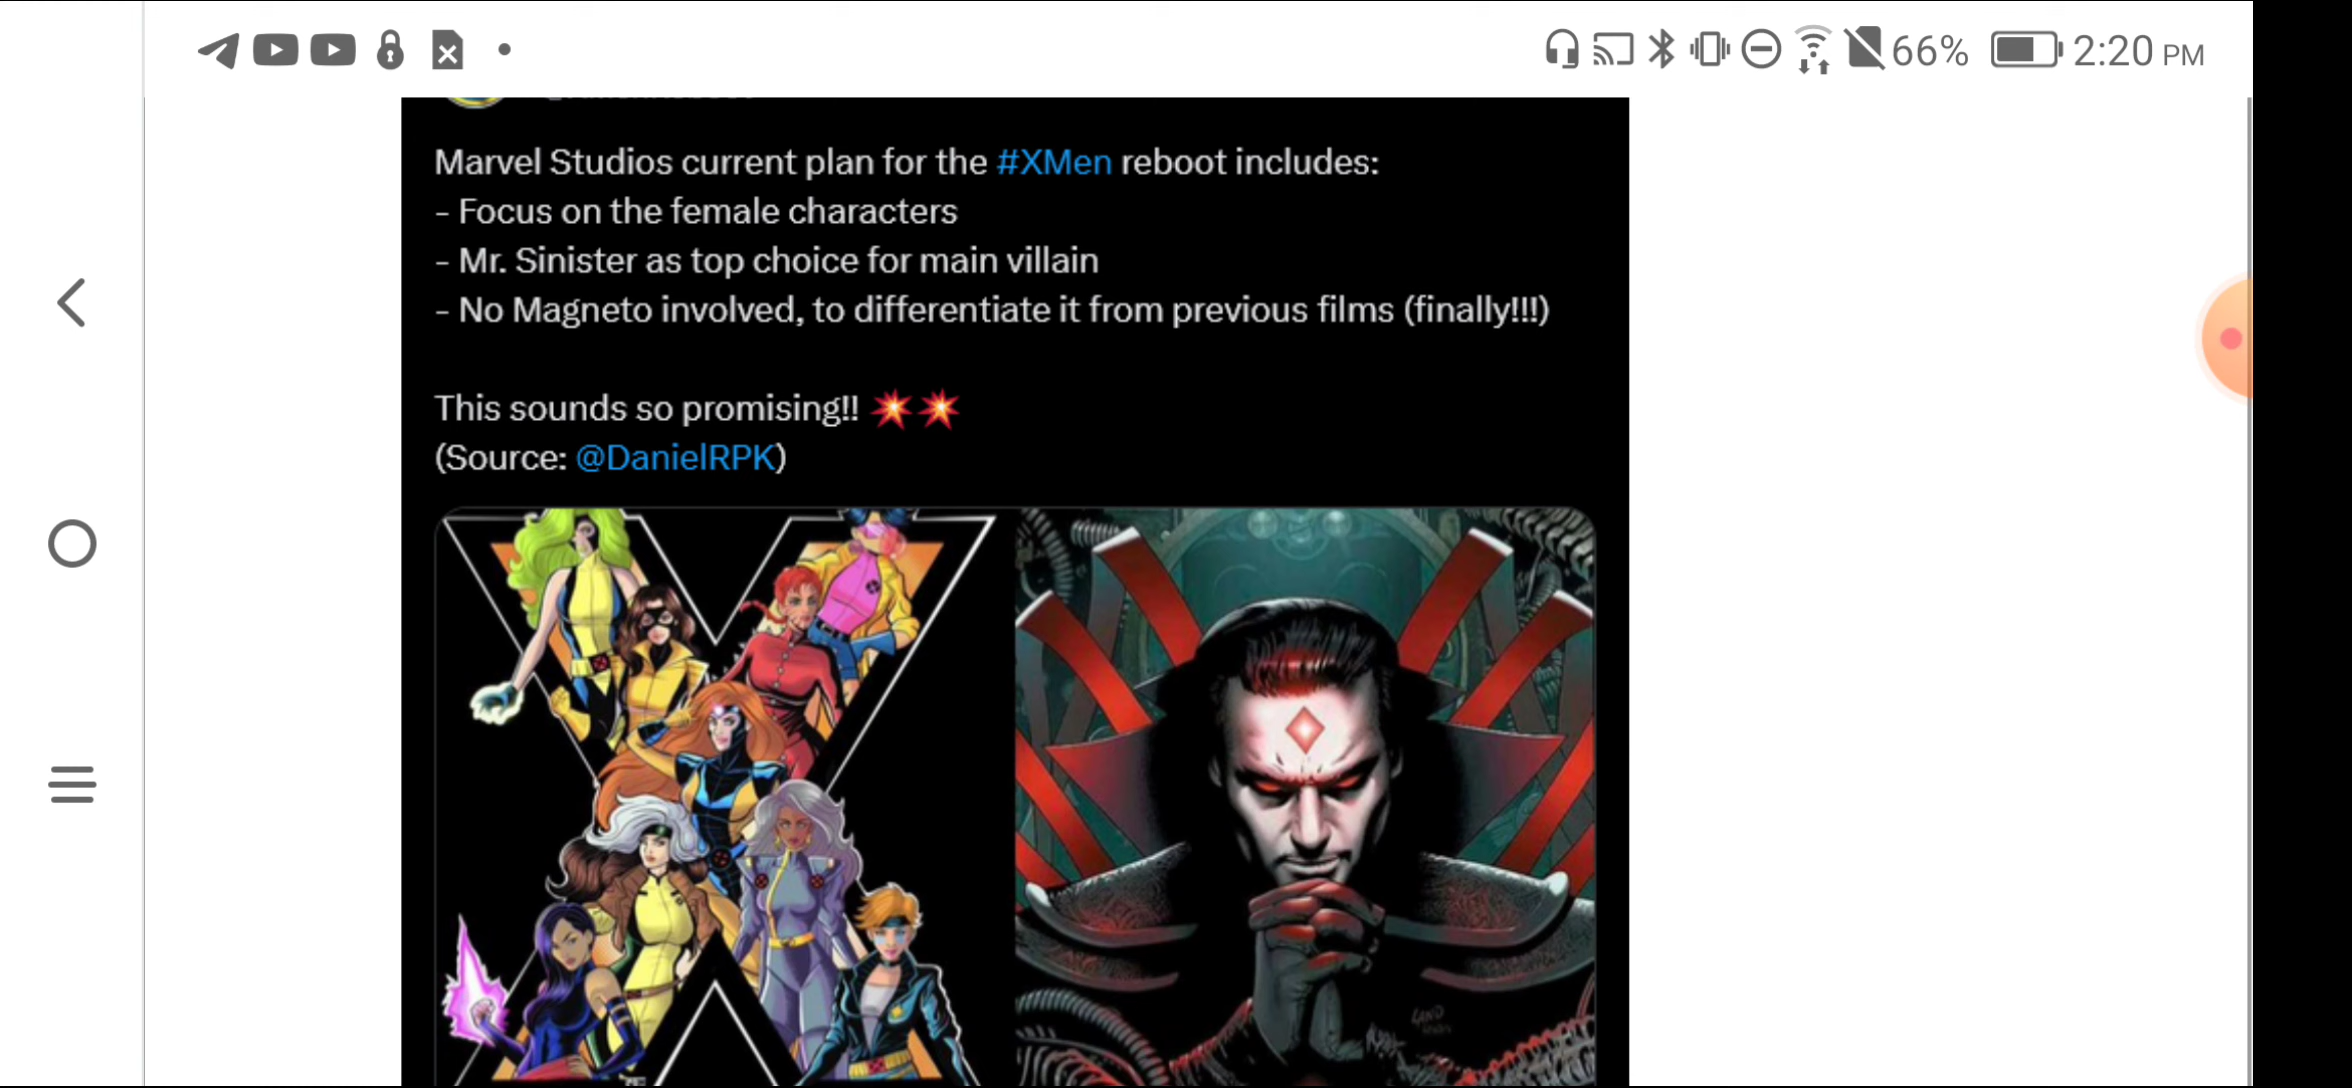 66% 2:20 PM
Marvel Studios current plan for the #XMen reboot includes:
- Focus on the female characters
- Mr. Sinister as top choice for main villain
- No Magneto involved, to differentiate it from previous films (finally!!!)
This sounds so promising!! 💥💥
(Source: @DanielRPK)
LAND